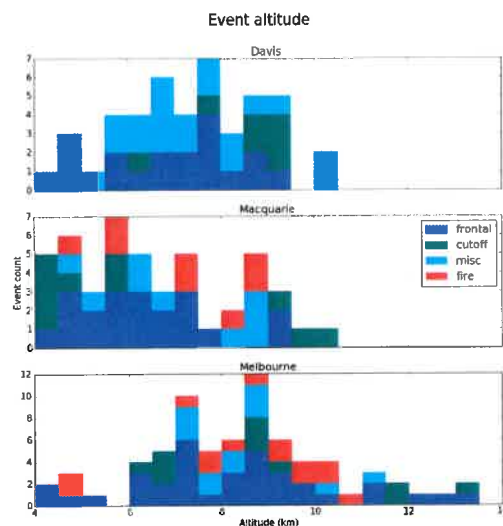 Event altitude
Davis
7
6
5
4
3
2
1
0
Macquarie
7
6
5
4
3
2
1
0
Event count
frontal
cutoff
misc
fire
Melbourne
12
10
8
6
4
2
0
4
6
8
10
12
Altitude (km)